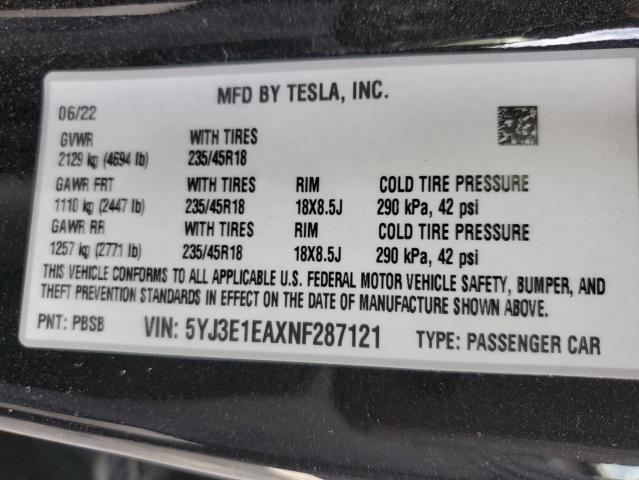 MFD BY TESLA, INC.
06/22
GVWR WITH TIRES
2129 kg (4694 lb) 235/45R18
GAWR FRT WITH TIRES RIM COLD TIRE PRESSURE
1110 kg (2447 lb) 235/45R18 18X8.5J 290 kPa, 42 psi
GAWR RR WITH TIRES RIM COLD TIRE PRESSURE
1257 kg (2771 lb) 235/45R18 18X8.5J 290 kPa, 42 psi
THIS VEHICLE CONFORMS TO ALL APPLICABLE U.S. FEDERAL MOTOR VEHICLE SAFETY, BUMPER, AND
THEFT PREVENTION STANDARDS IN EFFECT ON THE DATE OF MANUFACTURE SHOWN ABOVE.
PNT: PBSB VIN: 5YJ3E1EAXNF287121 TYPE: PASSENGER CAR